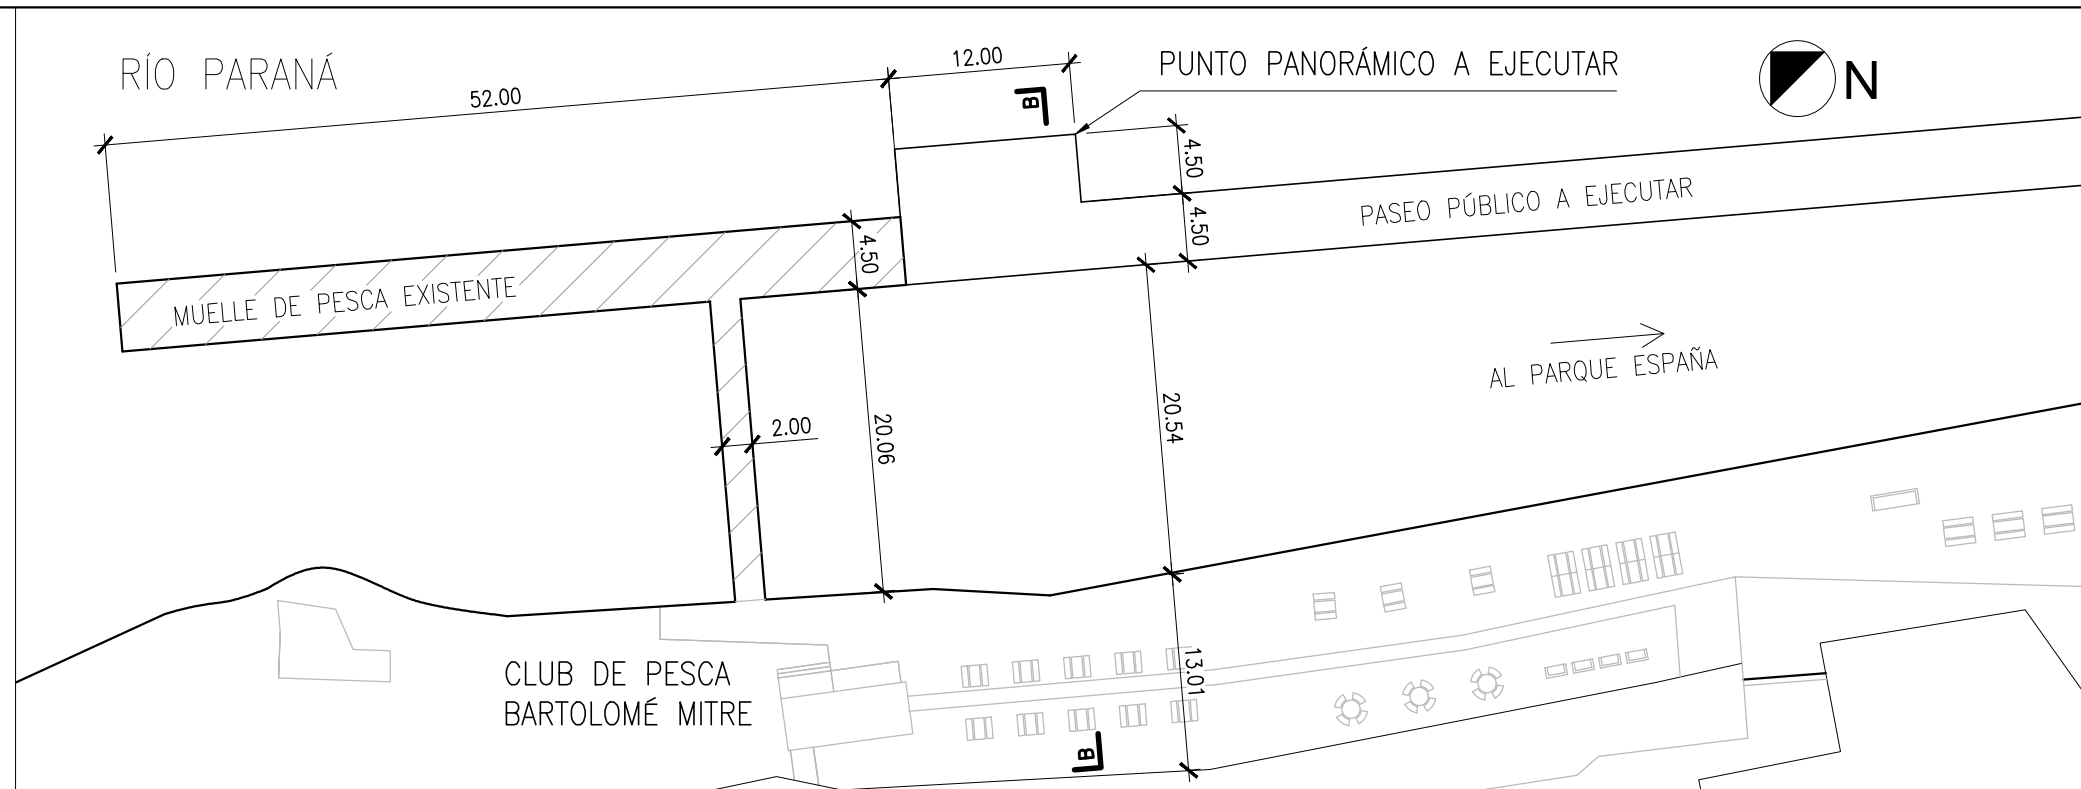 RÍO PARANÁ
12.00
PUNTO PANORÁMICO A EJECUTAR
N
52.00
B
4.50
PASEO PÚBLICO A EJECUTAR
4.50
4.50
MUELLE DE PESCA EXISTENTE
AL PARQUE ESPAÑA
2.00
20.06
20.54
CLUB DE PESCA
BARTOLOMÉ MITRE
13.01
B